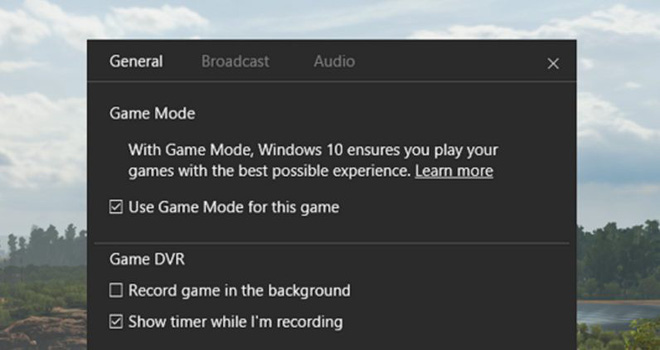 General Broadcast Audio
Game Mode
With Game Mode, Windows 10 ensures you play your
games with the best possible experience. Learn more
Use Game Mode for this game
Game DVR
Record game in the background
Show timer while I'm recording